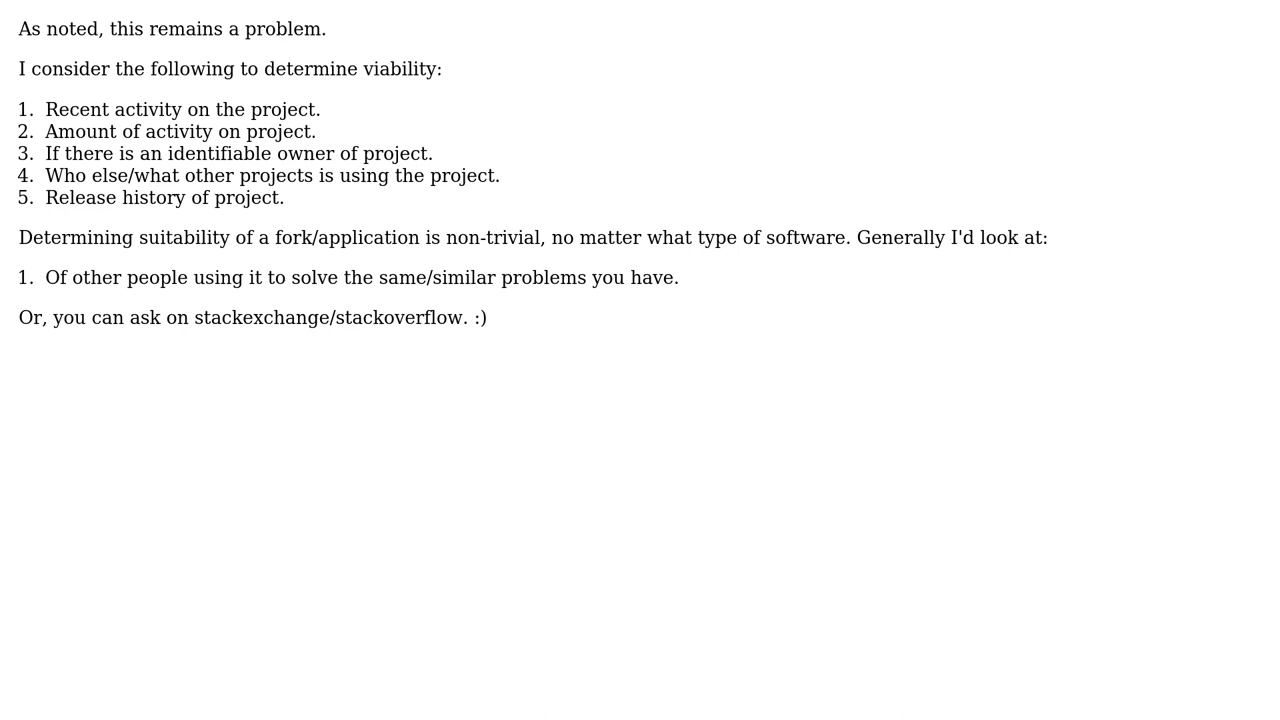 As noted, this remains a problem.
I consider the following to determine viability:
1. Recent activity on the project.
2. Amount of activity on project.
3. If there is an identifiable owner of project.
4. Who else/what other projects is using the project.
5. Release history of project.
Determining suitability of a fork/application is non-trivial, no matter what type of software. Generally I'd look at:
1. Of other people using it to solve the same/similar problems you have.
Or, you can ask on stackexchange/stackoverflow. :)